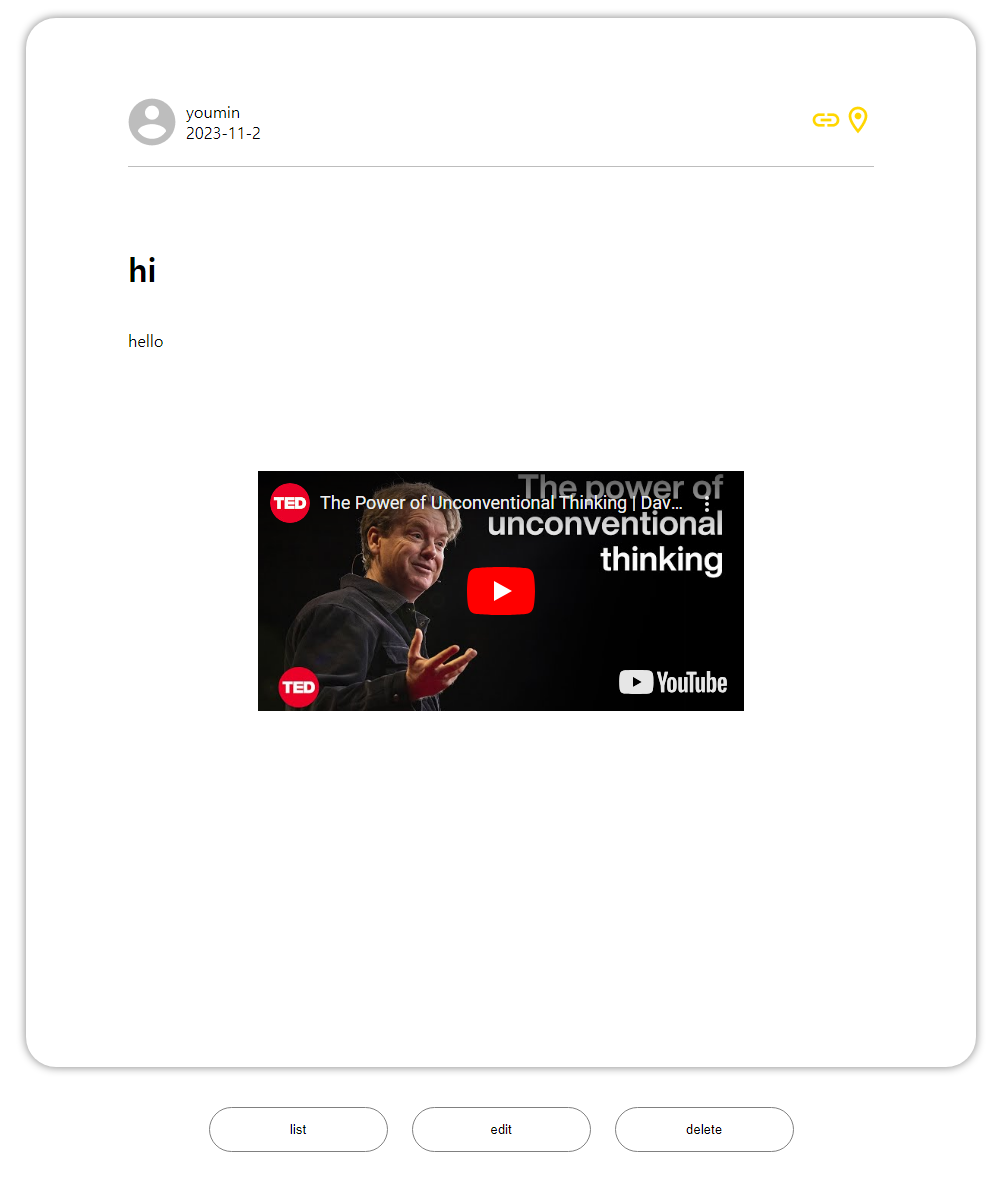 youmin
2023-11-2
hi
hello
The power of
TED The Power of Unconventional Thinking | Dav...
unconventional
thinking
TED
YouTube
list edit delete